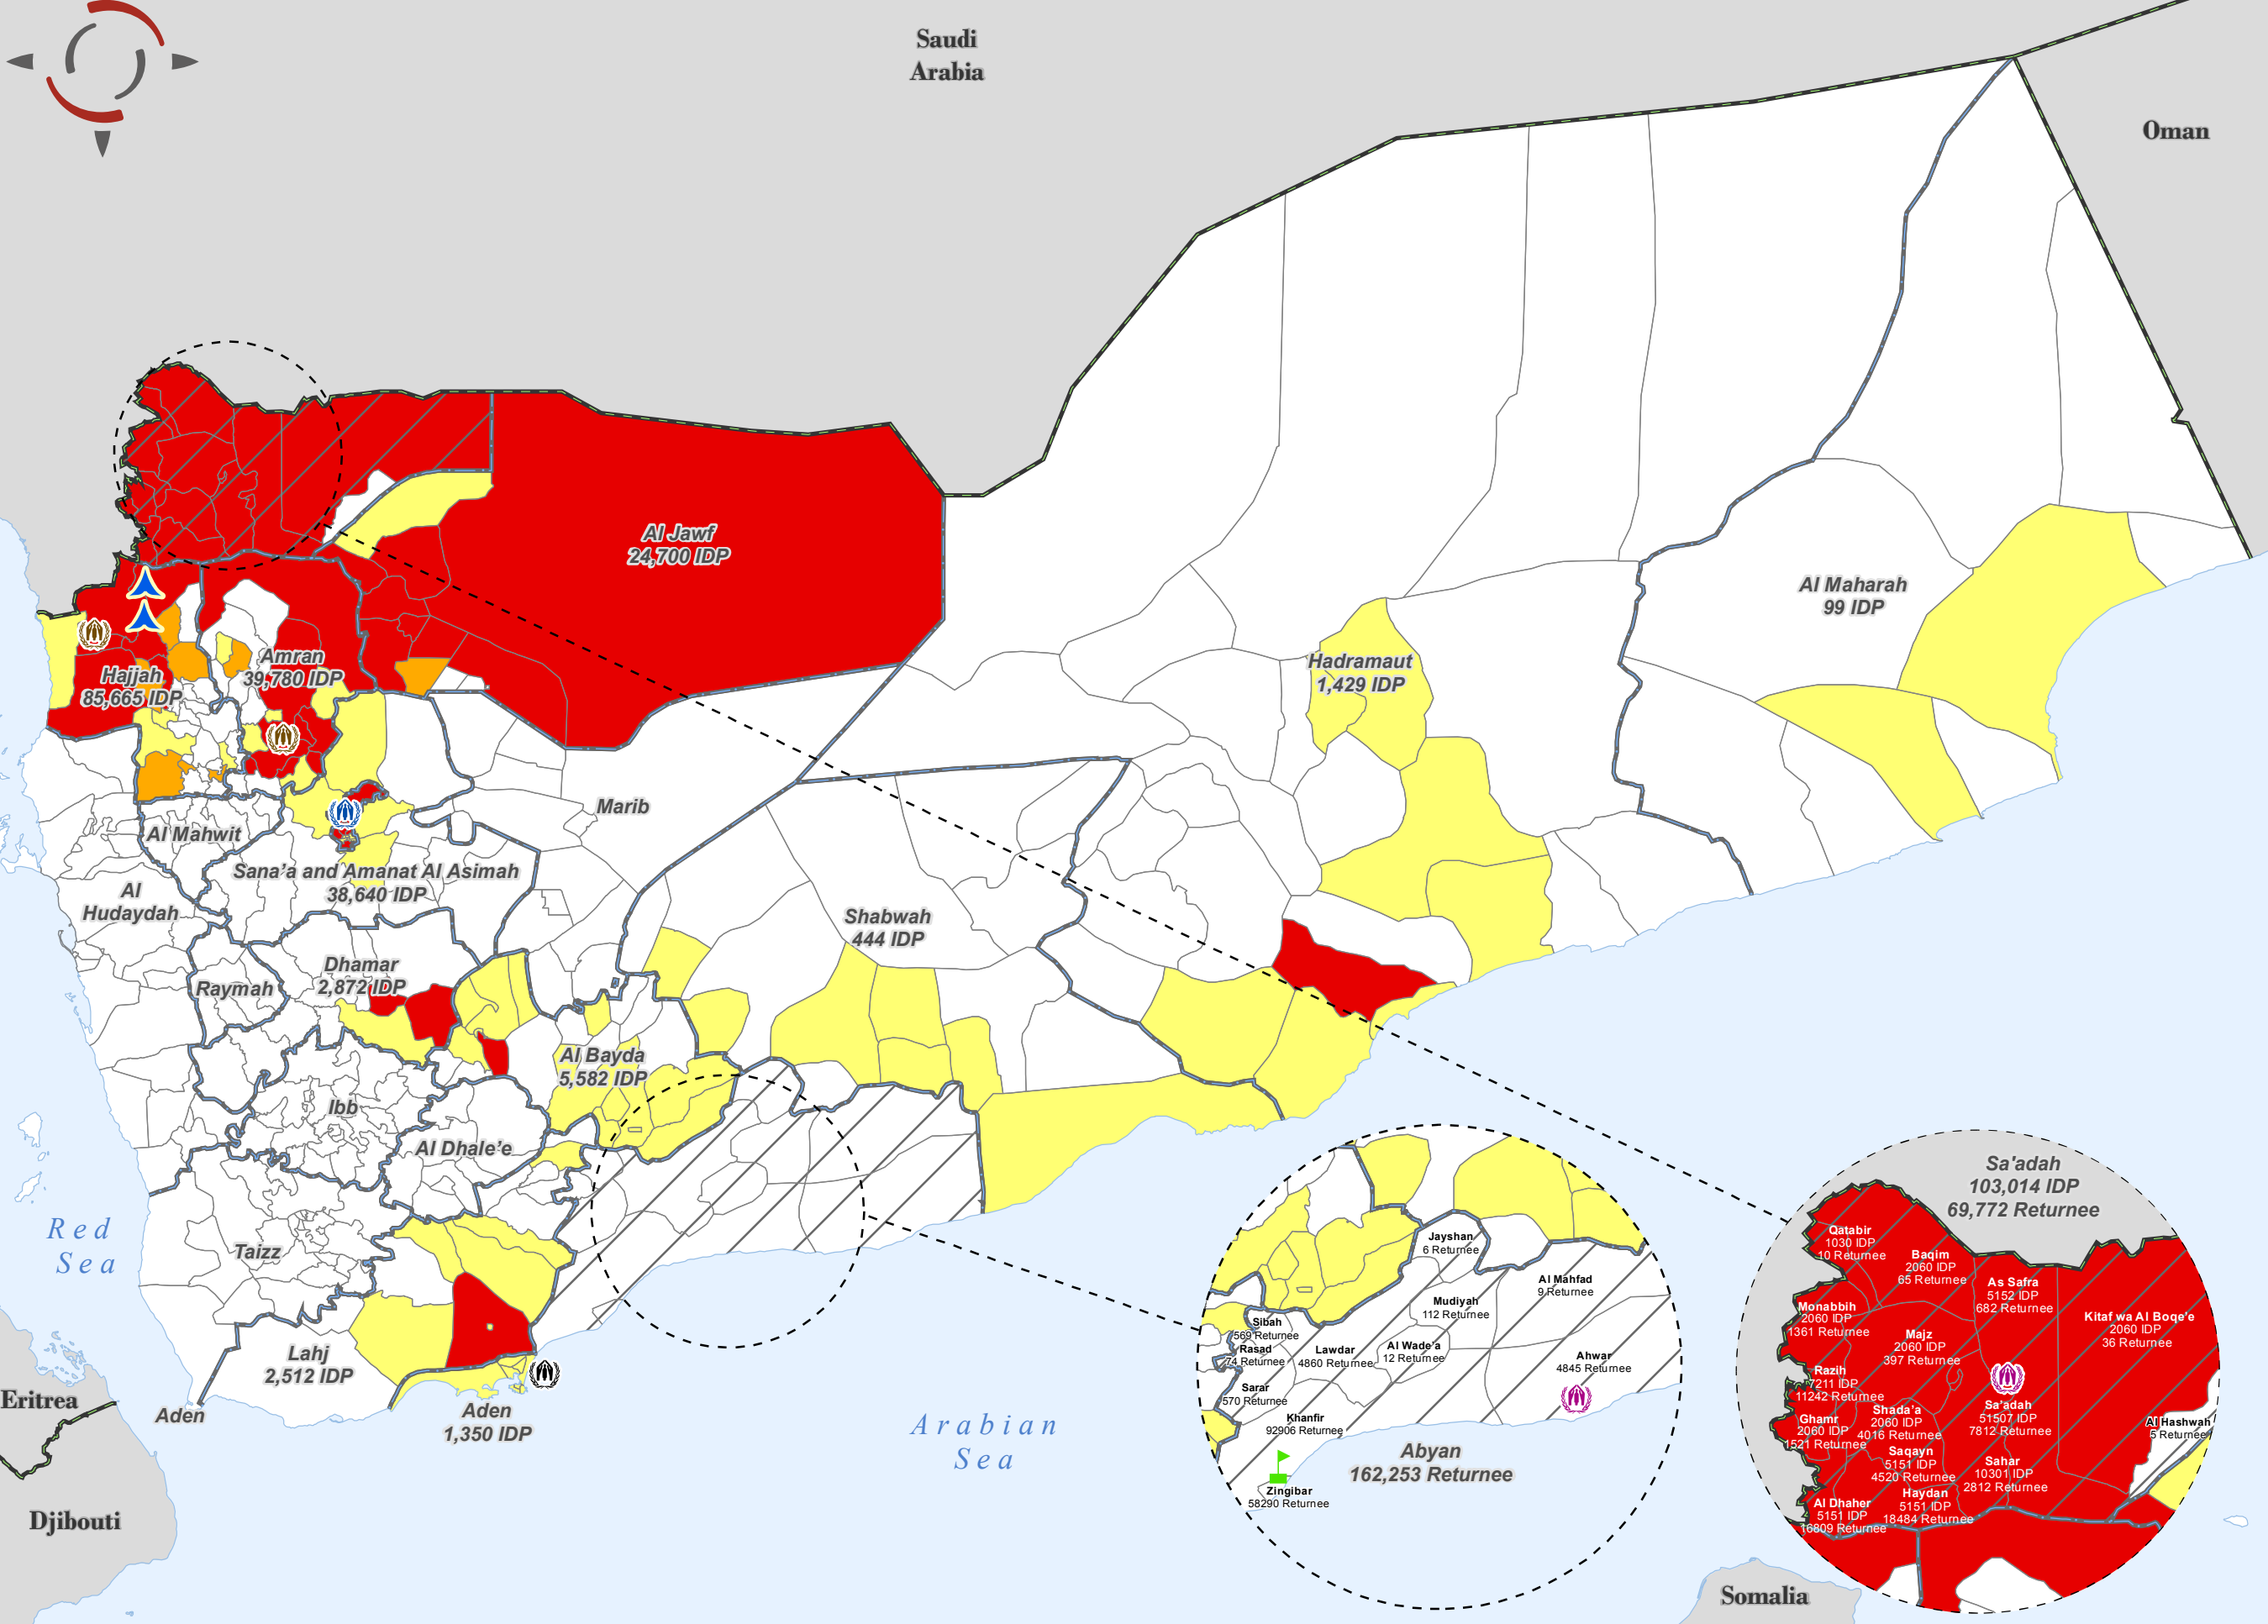 Saudi
Arabia
Oman
Al Jawf
24,700 IDP
Al Maharah
99 IDP
Hadramaut
1,429 IDP
Amran
39,780 IDP
Hajjah
85,665 IDP
Marib
Al Mahwit
Sana'a and Amanat Al Asimah
38,640 IDP
Al
Hudaydah
Shabwah
444 IDP
Dhamar
2,872 IDP
Raymah
Al Bayda
5,582 IDP
Ibb
Al Dhale'e
Taizz
Red
Sea
Lahj
2,512 IDP
Aden
Aden
1,350 IDP
Eritrea
Djibouti
Arabian
Sea
Somalia
Jayshan
6 Returnee
Al Mahfad
9 Returnee
Mudiyah
112 Returnee
Sibah
569 Returnee
Rasad
74 Returnee
Lawdar
4860 Returnee
Al Wade'a
12 Returnee
Ahwar
4845 Returnee
Sarar
570 Returnee
Khanfir
92906 Returnee
Zingibar
58290 Returnee
Abyan
162,253 Returnee
Sa'adah
103,014 IDP
69,772 Returnee
Qatabir
1030 IDP
10 Returnee
Baqim
2060 IDP
65 Returnee
As Safra
5152 IDP
682 Returnee
Monabbih
2060 IDP
1361 Returnee
Majz
2060 IDP
397 Returnee
Kitaf wa Al Boqe'e
2060 IDP
36 Returnee
Razih
7211 IDP
11242 Returnee
Shada'a
2060 IDP
4016 Returnee
Sa'adah
51507 IDP
7812 Returnee
Ghamr
2060 IDP
1521 Returnee
Al Hashwah
5 Returnee
Saqayn
5151 IDP
4520 Returnee
Sahar
10301 IDP
2812 Returnee
Haydan
5151 IDP
18484 Returnee
Al Dhaher
5151 IDP
16809 Returnee